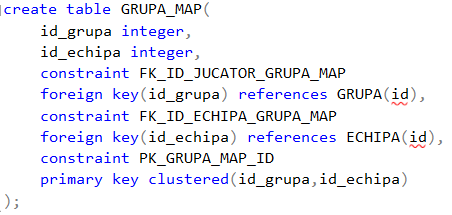 create table GRUPA_MAP(
id_grupa integer,
id_echipa integer,
constraint FK_ID_JUCATOR_GRUPA_MAP
foreign key(id_grupa) references GRUPA(id),
constraint FK_ID_ECHIPA_GRUPA_MAP
foreign key(id_echipa) references ECHIPA(id),
constraint PK_GRUPA_MAP_ID
primary key clustered(id_grupa,id_echipa)
);